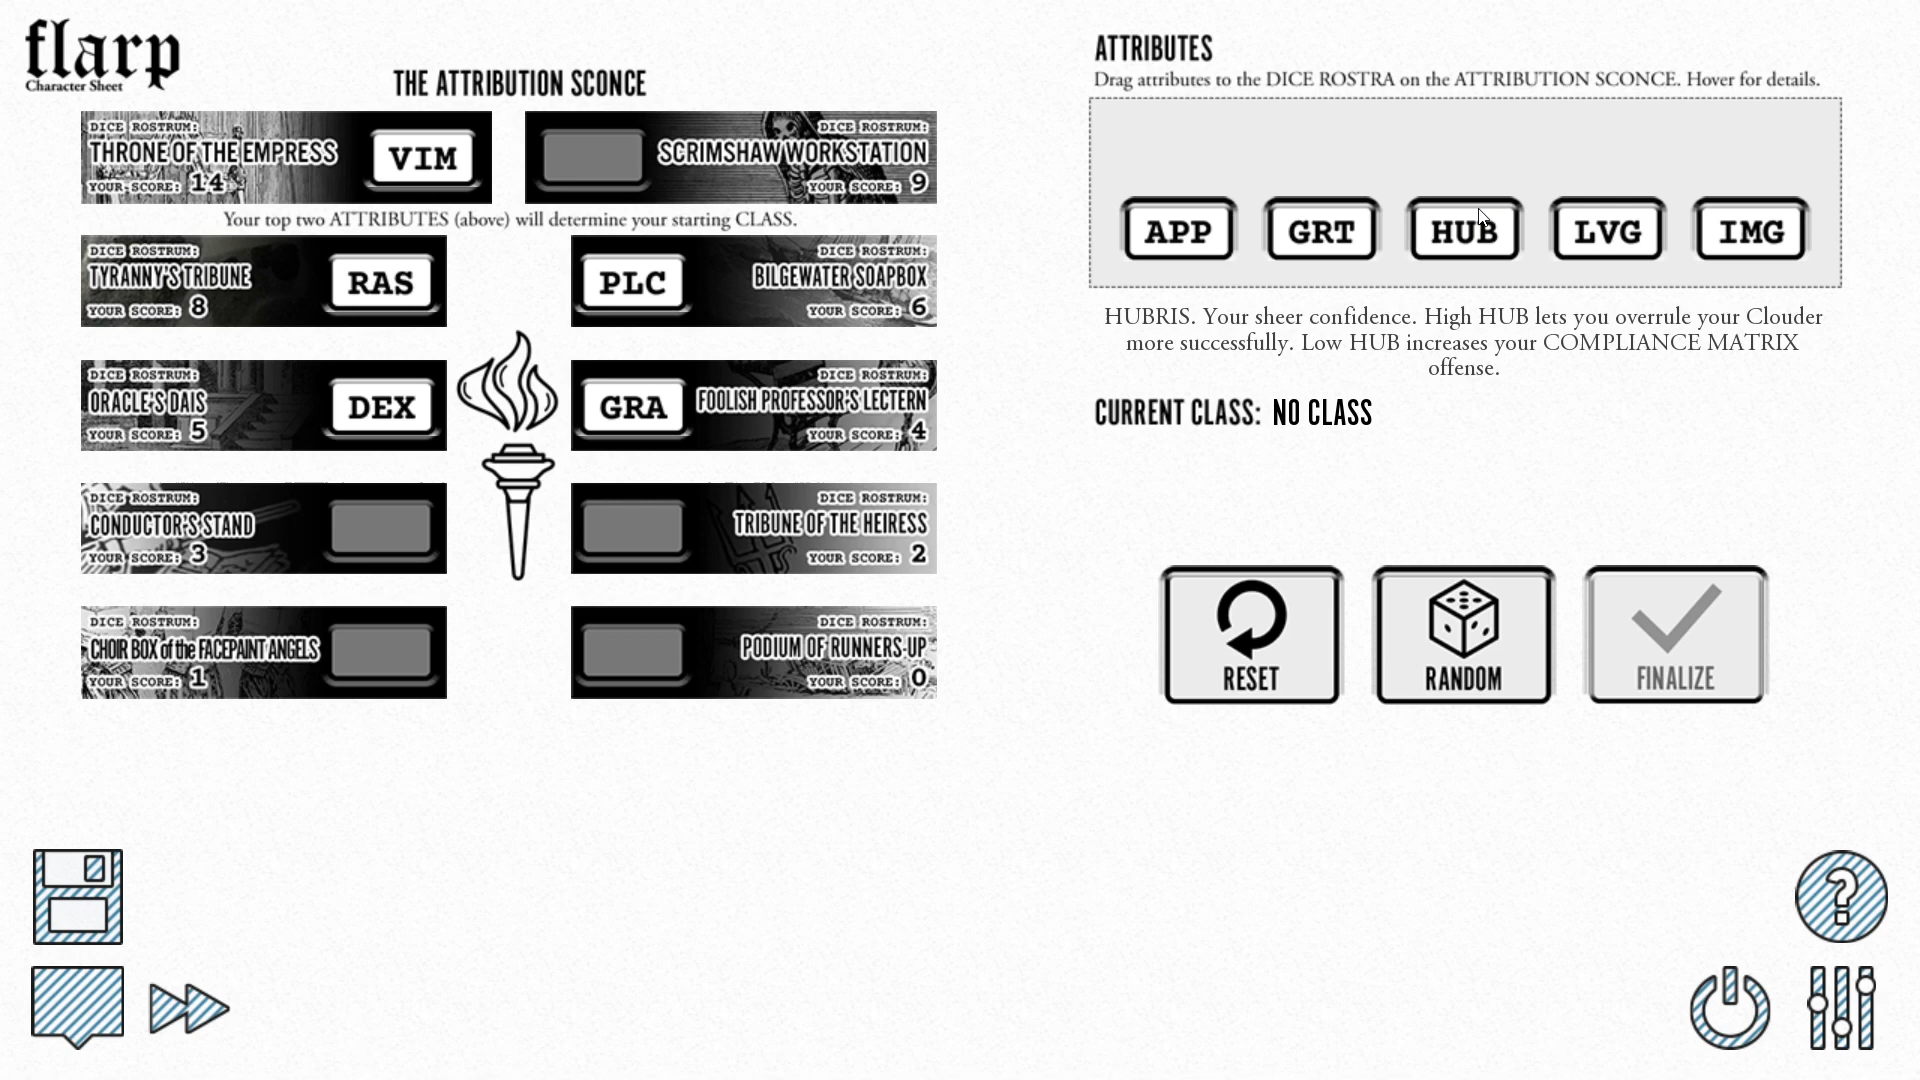 flarp
Character Sheet
THE ATTRIBUTION SCONCE
DICE ROSTRUM:
THRONE OF THE EMPRESS
YOUR SCORE: 14
VIM
DICE ROSTRUM:
SCRIMSHAW WORKSTATION
YOUR SCORE: 9
Your top two ATTRIBUTES (above) will determine your starting CLASS.
DICE ROSTRUM:
TYRANNY'S TRIBUNE
YOUR SCORE: 8
RAS
PLC
DICE ROSTRUM:
BILGEWATER SOAPBOX
YOUR SCORE: 6
DICE ROSTRUM:
ORACLE'S DAIS
YOUR SCORE: 5
DEX
GRA
DICE ROSTRUM:
FOOLISH PROFESSOR'S LECTERN
YOUR SCORE: 4
DICE ROSTRUM:
CONDUCTOR'S STAND
YOUR SCORE: 3
DICE ROSTRUM:
TRIBUNE OF THE HEIRESS
YOUR SCORE: 2
DICE ROSTRUM:
CHOIR BOX of the FACEPAINT ANGELS
YOUR SCORE: 1
DICE ROSTRUM:
PODIUM OF RUNNERS-UP
YOUR SCORE: 0
ATTRIBUTES
Drag attributes to the DICE ROSTRA on the ATTRIBUTION SCONCE. Hover for details.
APP GRT HUB LVG IMG
HUBRIS. Your sheer confidence. High HUB lets you overrule your Clouder
more successfully. Low HUB increases your COMPLIANCE MATRIX
offense.
CURRENT CLASS: NO CLASS
RESET RANDOM FINALIZE
?